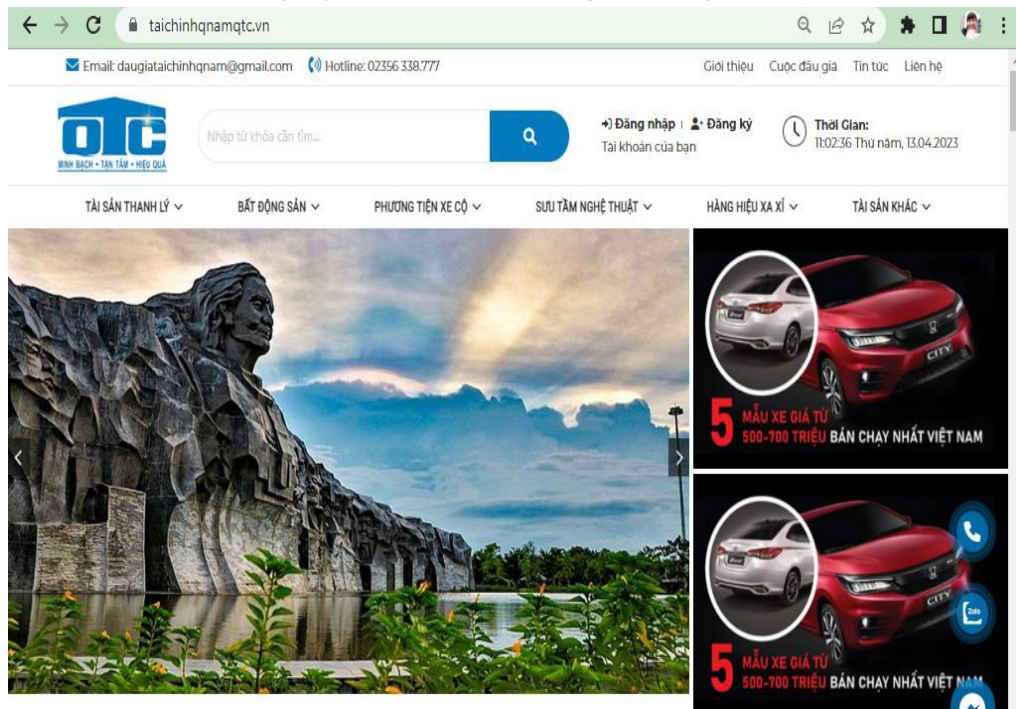 taichinhqnamqtc.vn
Email: daugiataichinhqnam@gmail.com
Hotline: 02356 338.777
Giới thiệu Cuộc đấu giá Tin tức Liên hệ
QTC
MINH BẠCH - TẬN TÂM - HIỆU QUẢ
Nhập từ khóa cần tìm...
Đăng nhập | Đăng ký
Tài khoản của bạn
Thời Gian:
11:02:36 Thứ năm, 13.04.2023
TÀI SẢN THANH LÝ
BẤT ĐỘNG SẢN
PHƯƠNG TIỆN XE CỘ
SƯU TẦM NGHỆ THUẬT
HÀNG HIỆU XA XỈ
TÀI SẢN KHÁC
CITY
5 MẪU XE GIÁ TỪ
500-700 TRIỆU BÁN CHẠY NHẤT VIỆT NAM
CITY
Zalo
5 MẪU XE GIÁ TỪ
500-700 TRIỆU BÁN CHẠY NHẤT VIỆT NAM